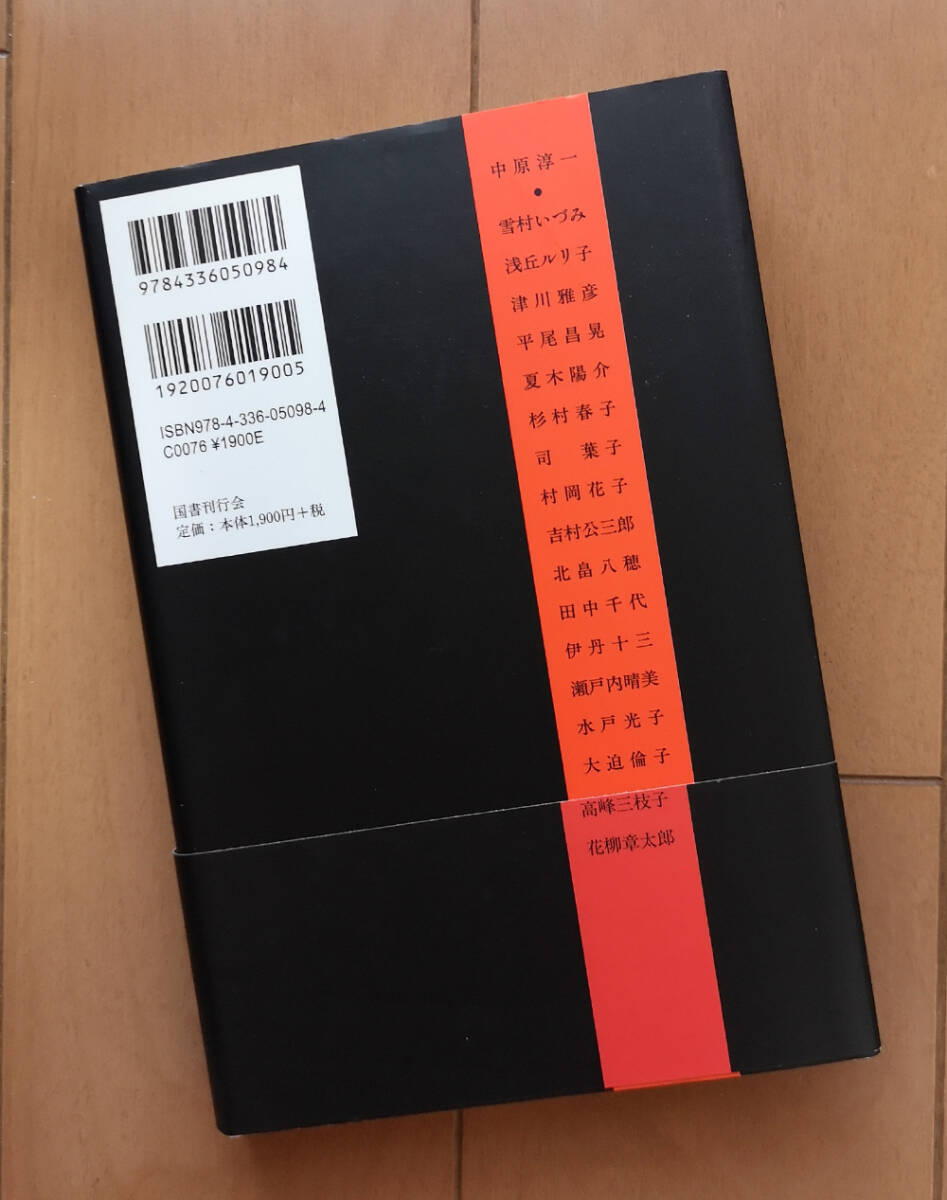 9784336050984
1920076019005
ISBN978-4-336-05098-4
C0076 ¥1900E
国書刊行会
定価：本体1,900円＋税
中原淳一
●
雪村いづみ
浅丘ルリ子
津川雅彦
平尾昌晃
夏木陽介
杉村春子
司　葉子
村岡花子
吉村公三郎
北畠八穂
田中千代
伊丹十三
瀬戸内晴美
水戸光子
大迫倫子
高峰三枝子
花柳章太郎